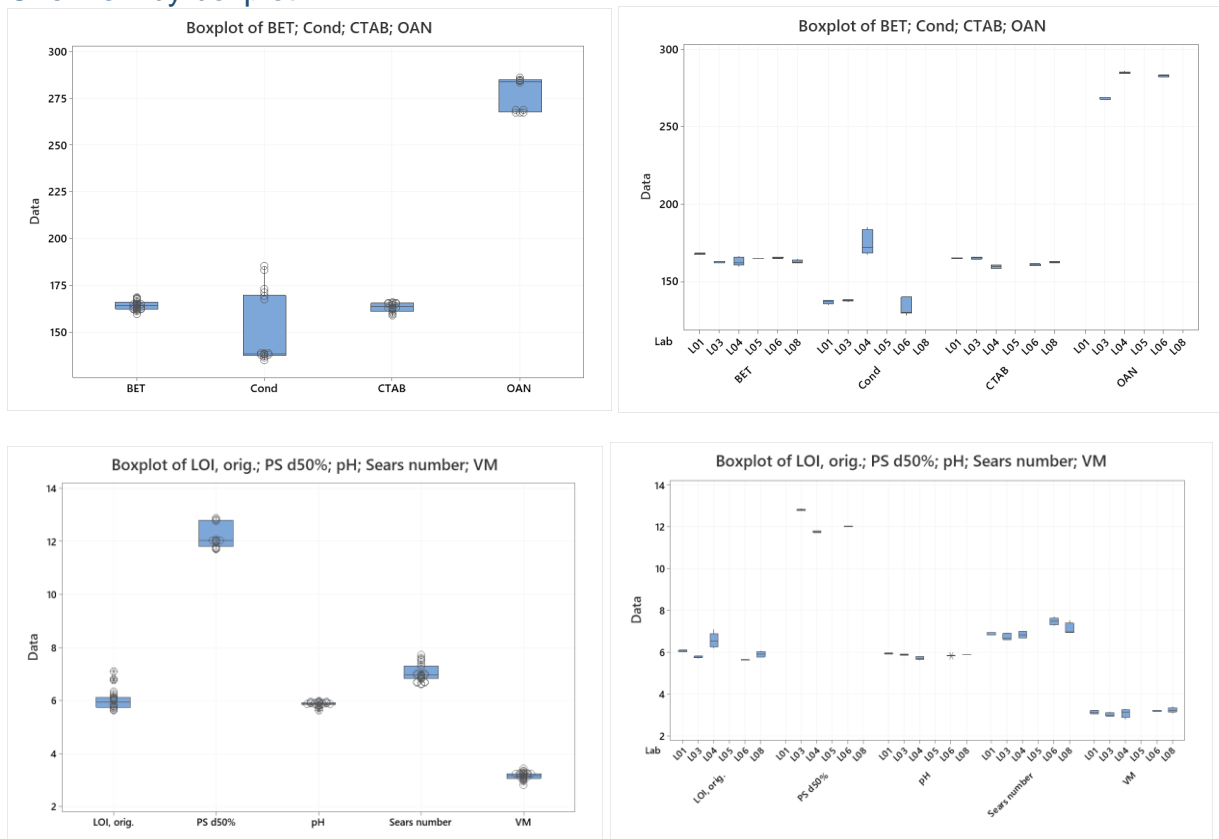 Boxplot of BET; Cond; CTAB; OAN
300
275
250
225
200
175
150
Data
BET Cond CTAB OAN
Boxplot of BET; Cond; CTAB; OAN
300
250
200
150
Data
Lab L01 L03 L04 L05 L06 L08 L01 L03 L04 L05 L06 L08 L01 L03 L04 L05 L06 L08 L01 L03 L04 L05 L06 L08
BET Cond CTAB OAN
Boxplot of LOI, orig.; PS d50%; pH; Sears number; VM
14
12
10
8
6
4
2
Data
LOI, orig. PS d50% pH Sears number VM
Boxplot of LOI, orig.; PS d50%; pH; Sears number; VM
14
12
10
8
6
4
2
Data
Lab L01 L03 L04 L05 L06 L08 L01 L03 L04 L05 L06 L08 L01 L03 L04 L05 L06 L08 L01 L03 L04 L05 L06 L08 L01 L03 L04 L05 L06 L08
LOI, orig. PS d50% pH Sears number VM